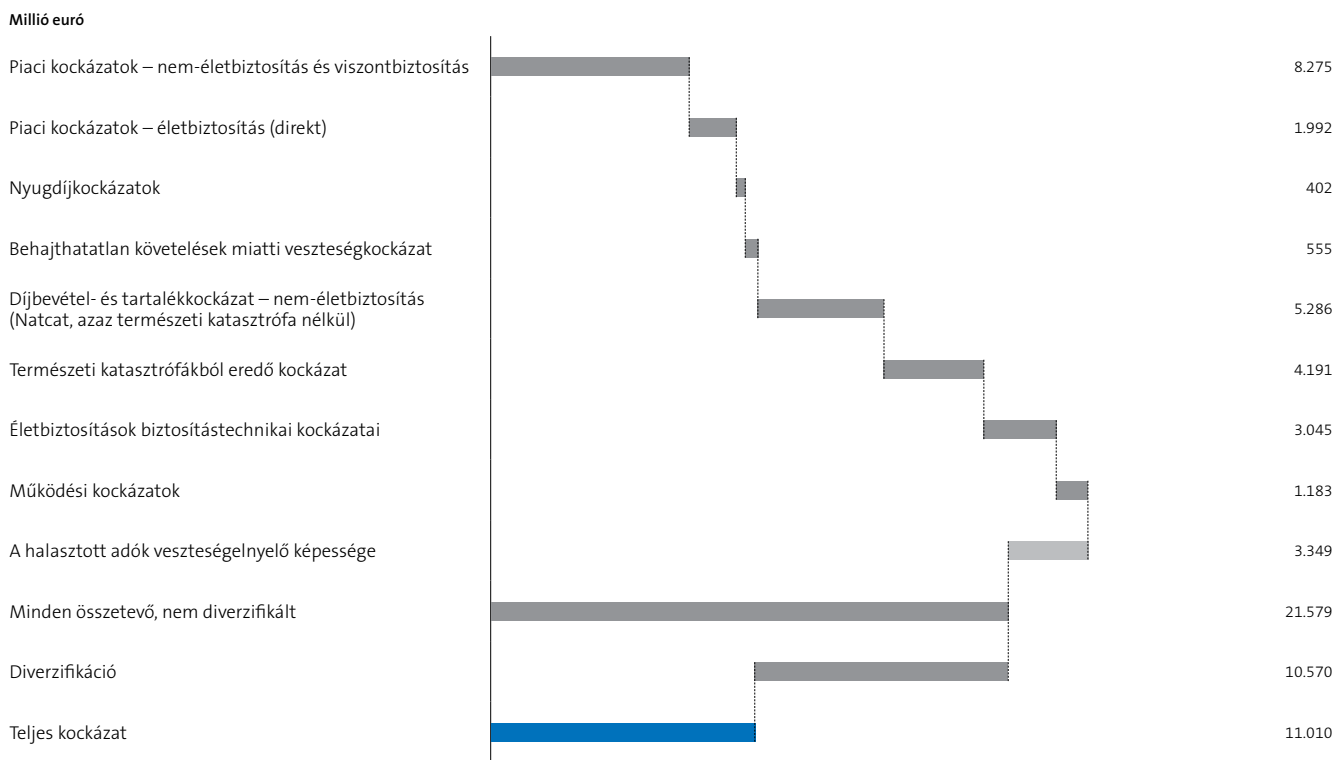 Millió euró
Piaci kockázatok – nem-életbiztosítás és viszontbiztosítás 8.275
Piaci kockázatok – életbiztosítás (direkt) 1.992
Nyugdíjkockázatok 402
Behajthatatlan követelések miatti veszteségkockázat 555
Díjbevétel- és tartalékkockázat – nem-életbiztosítás
(Natcat, azaz természeti katasztrófa nélkül) 5.286
Természeti katasztrófákból eredő kockázat 4.191
Életbiztosítások biztosítástechnikai kockázatai 3.045
Működési kockázatok 1.183
A halasztott adók veszteségelnyelő képessége 3.349
Minden összetevő, nem diverzifikált 21.579
Diverzifikáció 10.570
Teljes kockázat 11.010